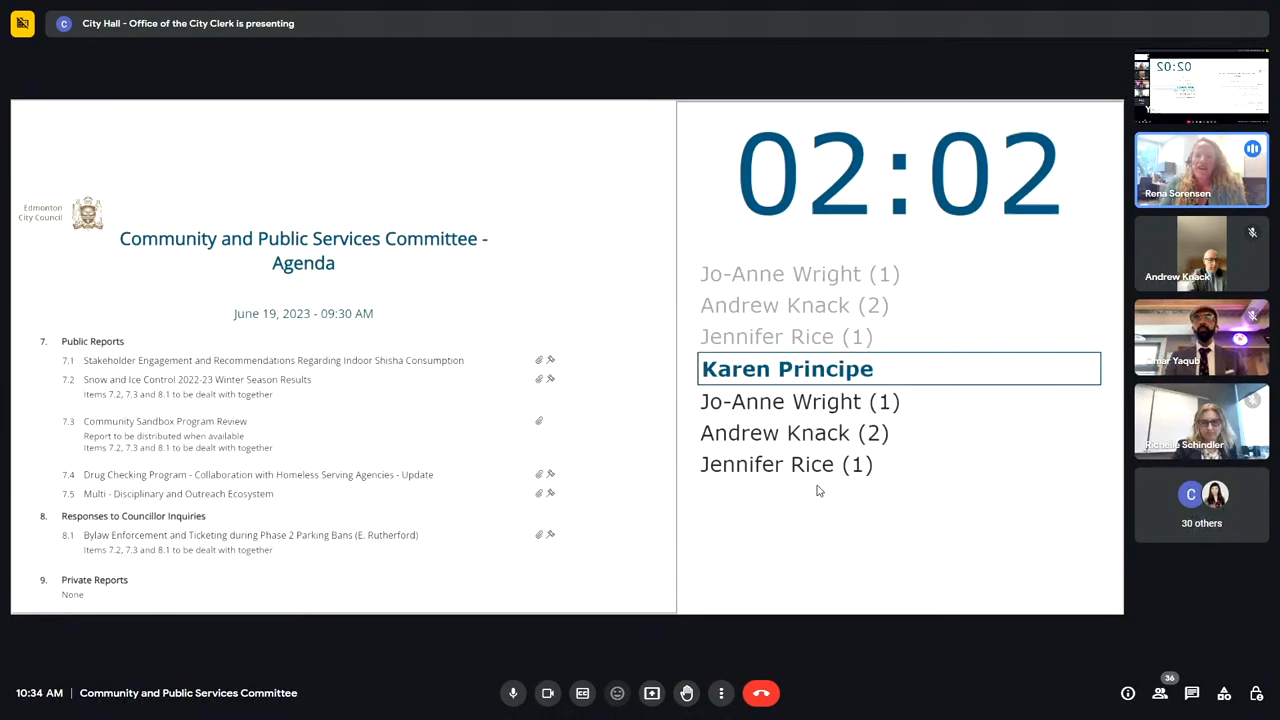 City Hall - Office of the City Clerk is presenting
Edmonton
City Council
Community and Public Services Committee -
Agenda
June 19, 2023 - 09:30 AM
7. Public Reports
7.1 Stakeholder Engagement and Recommendations Regarding Indoor Shisha Consumption
7.2 Snow and Ice Control 2022-23 Winter Season Results
Items 7.2, 7.3 and 8.1 to be dealt with together
7.3 Community Sandbox Program Review
Report to be distributed when available
Items 7.2, 7.3 and 8.1 to be dealt with together
7.4 Drug Checking Program - Collaboration with Homeless Serving Agencies - Update
7.5 Multi - Disciplinary and Outreach Ecosystem
8. Responses to Councillor Inquiries
8.1 Bylaw Enforcement and Ticketing during Phase 2 Parking Bans (E. Rutherford)
Items 7.2, 7.3 and 8.1 to be dealt with together
9. Private Reports
None
02:02
Jo-Anne Wright (1)
Andrew Knack (2)
Jennifer Rice (1)
Karen Principe
Jo-Anne Wright (1)
Andrew Knack (2)
Jennifer Rice (1)
02:02
Rena Sorensen
Andrew Knack
Omar Yaqub
Richelle Schindler
C
30 others
10:34 AM
Community and Public Services Committee
36